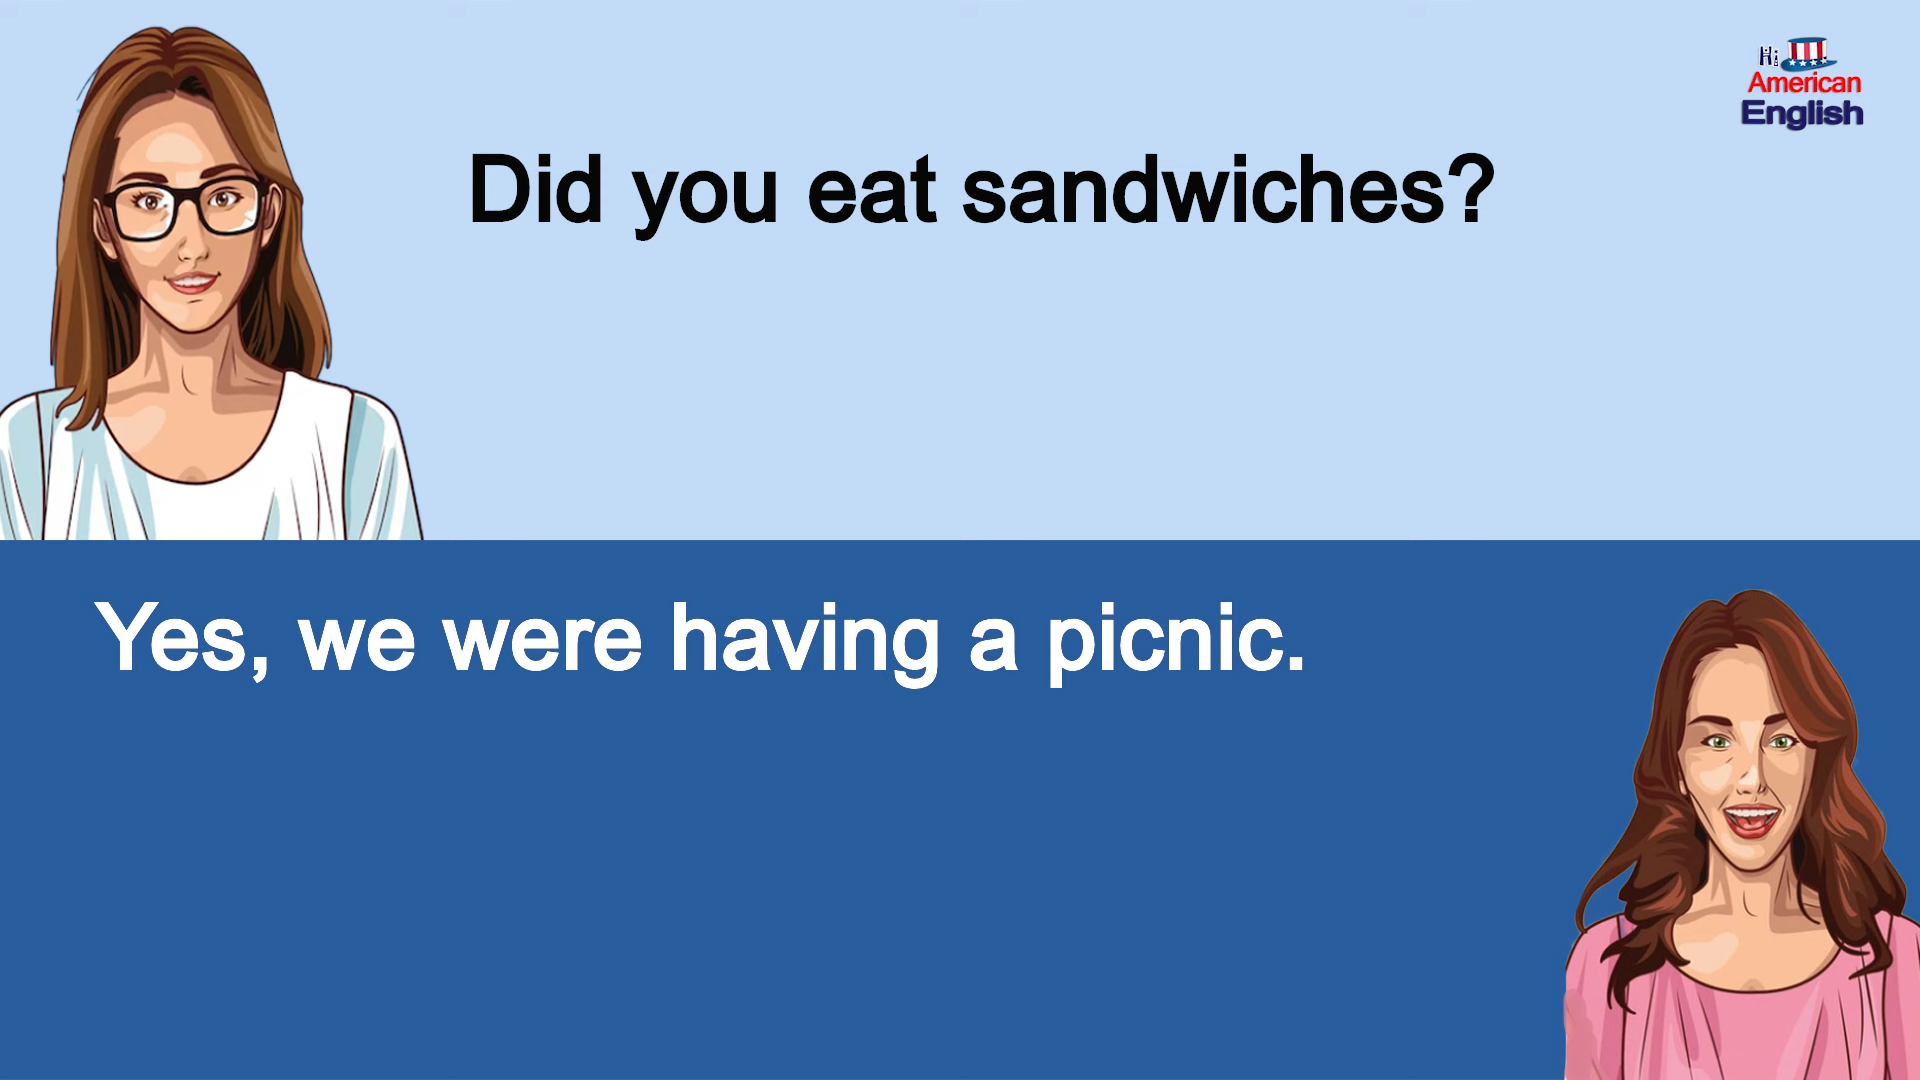 Hi
American
English
Did you eat sandwiches?
Yes, we were having a picnic.